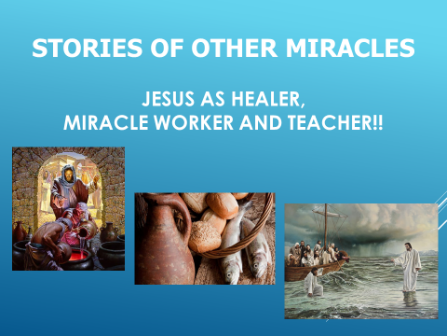 STORIES OF OTHER MIRACLES
JESUS AS HEALER,
MIRACLE WORKER AND TEACHER!!